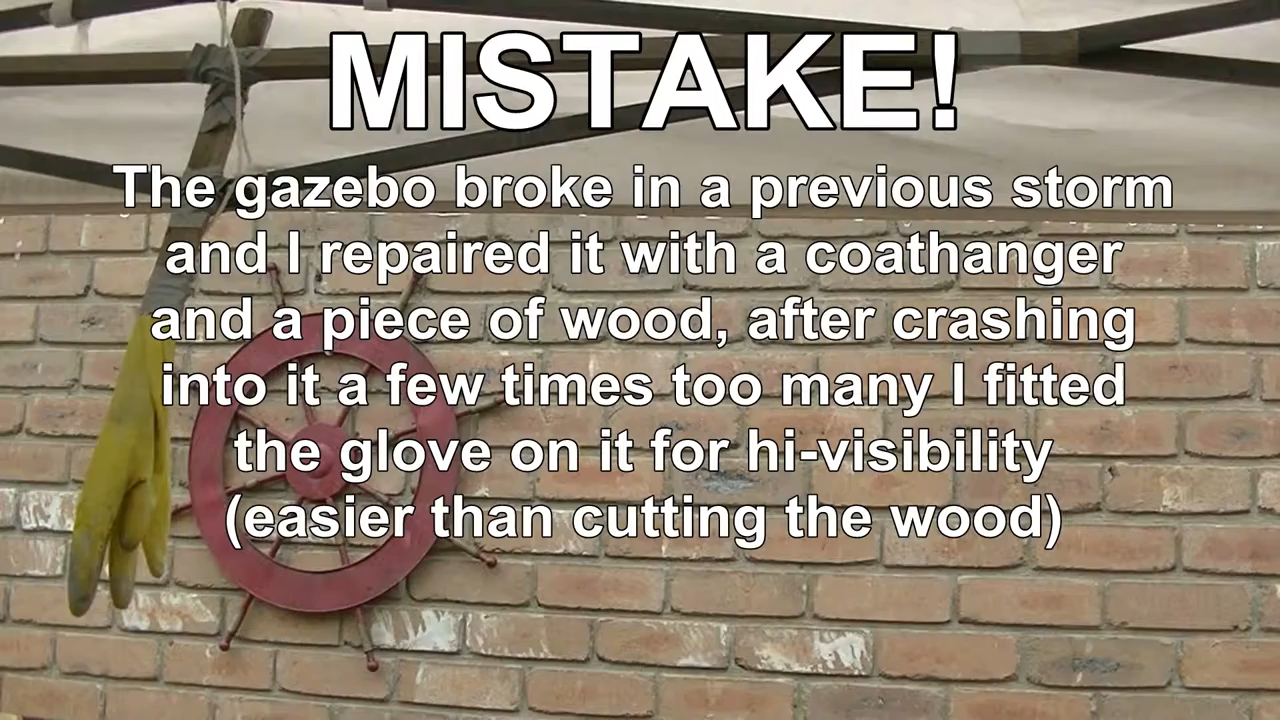 MISTAKE!
The gazebo broke in a previous storm
and I repaired it with a coathanger
and a piece of wood, after crashing
into it a few times too many I fitted
the glove on it for hi-visibility
(easier than cutting the wood)